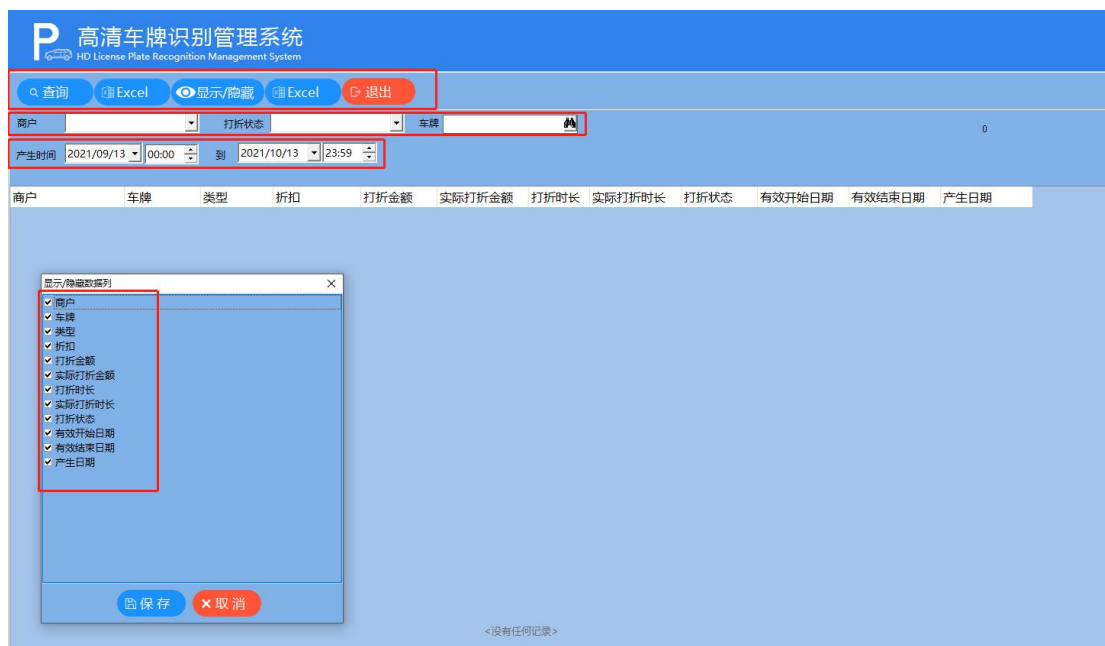 P 高清车牌识别管理系统
HD License Plate Recognition Management System
查询 Excel 显示/隐藏 Excel 退出
商户 打折状态 车牌 0
产生时间 2021/09/13 00:00 到 2021/10/13 23:59
商户 车牌 类型 折扣 打折金额 实际打折金额 打折时长 实际打折时长 打折状态 有效开始日期 有效结束日期 产生日期
显示/隐藏数据列
商户
车牌
类型
折扣
打折金额
实际打折金额
打折时长
实际打折时长
打折状态
有效开始日期
有效结束日期
产生日期
保存 取消
<没有任何记录>